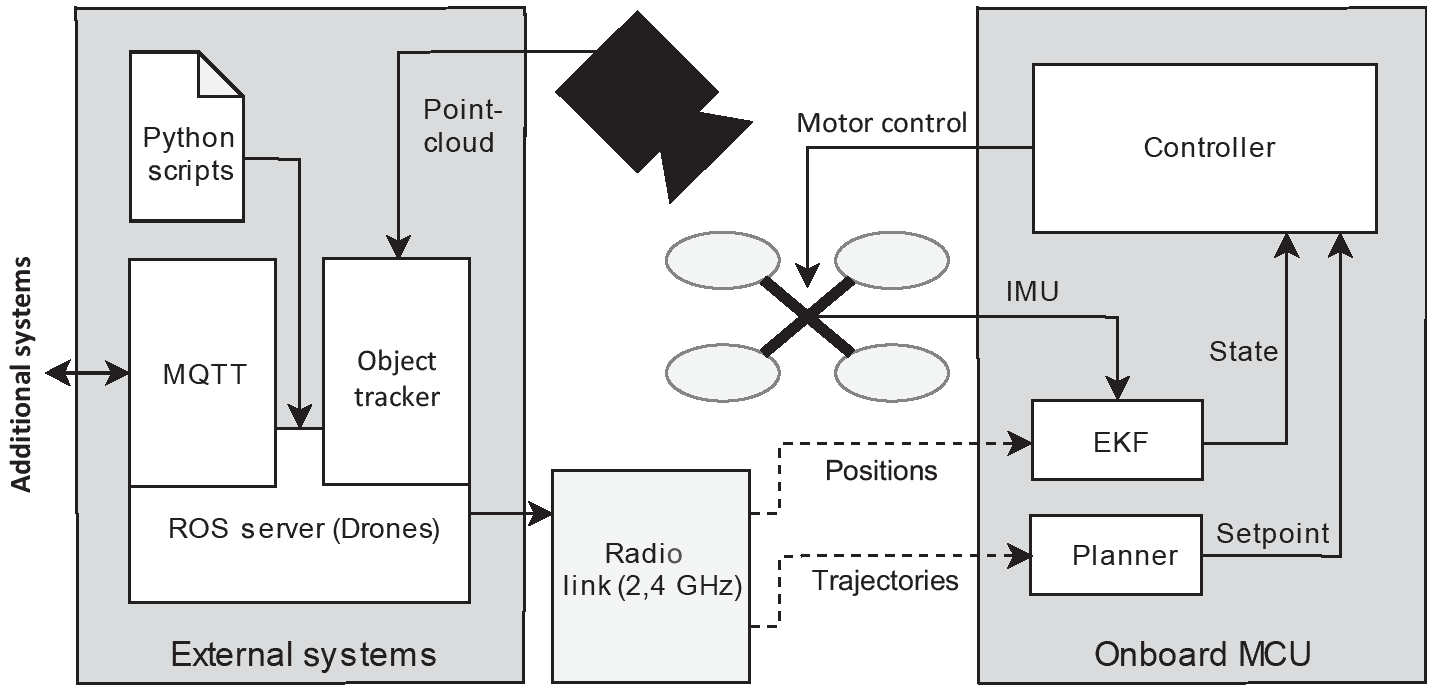 Python
scripts
Point-
cloud
Motor control
Controller
Additional systems
MQTT
Object
tracker
IMU
State
EKF
Positions
ROS server (Drones)
Radio
link (2,4 GHz)
Planner
Setpoint
Trajectories
External systems
Onboard MCU